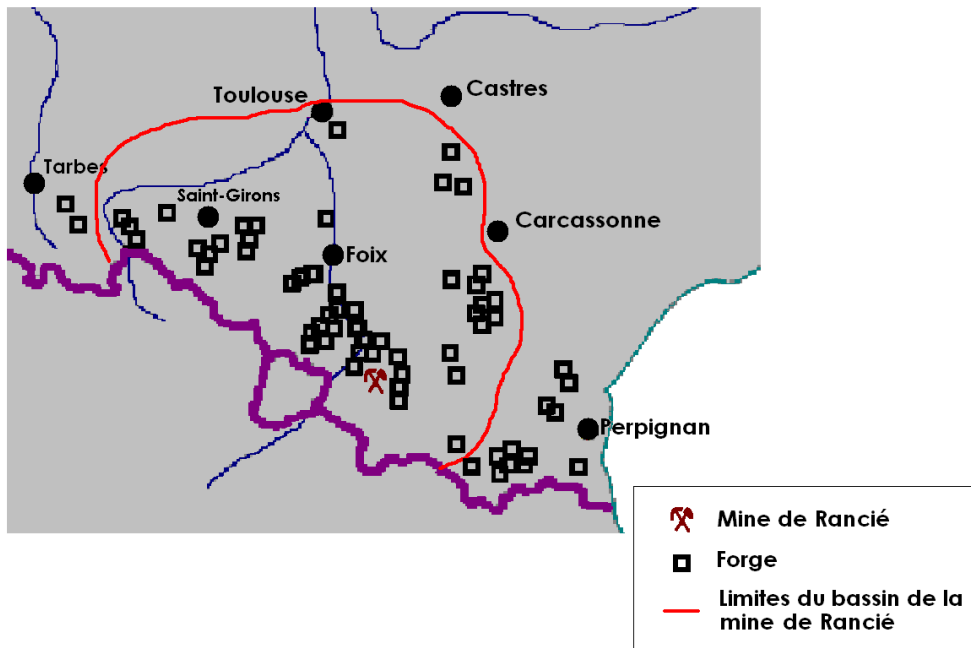 Toulouse
Castres
Tarbes
Saint-Girons
Carcassonne
Foix
Perpignan
Mine de Rancié
Forge
Limites du bassin de la
mine de Rancié